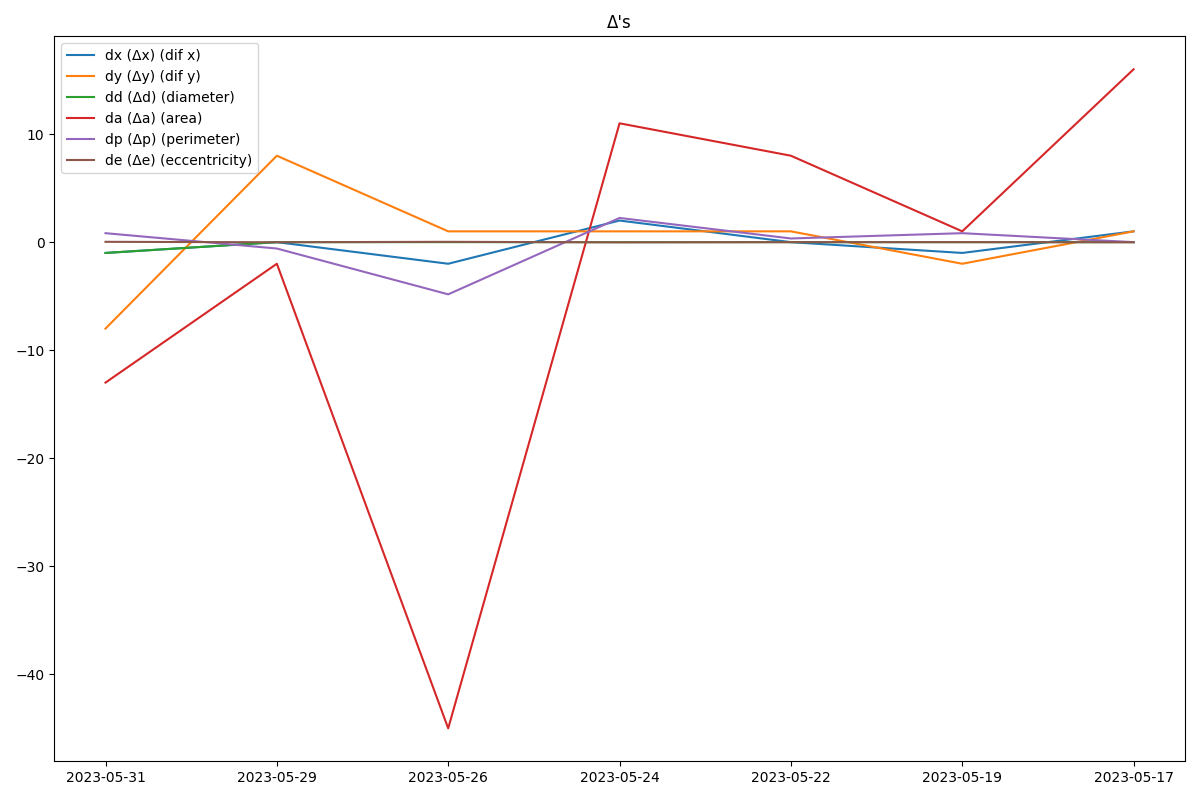 Δ's
dx (Δx) (dif x)
dy (Δy) (dif y)
dd (Δd) (diameter)
da (Δa) (area)
dp (Δp) (perimeter)
de (Δe) (eccentricity)
10
0
−10
−20
−30
−40
2023-05-31 2023-05-29 2023-05-26 2023-05-24 2023-05-22 2023-05-19 2023-05-17